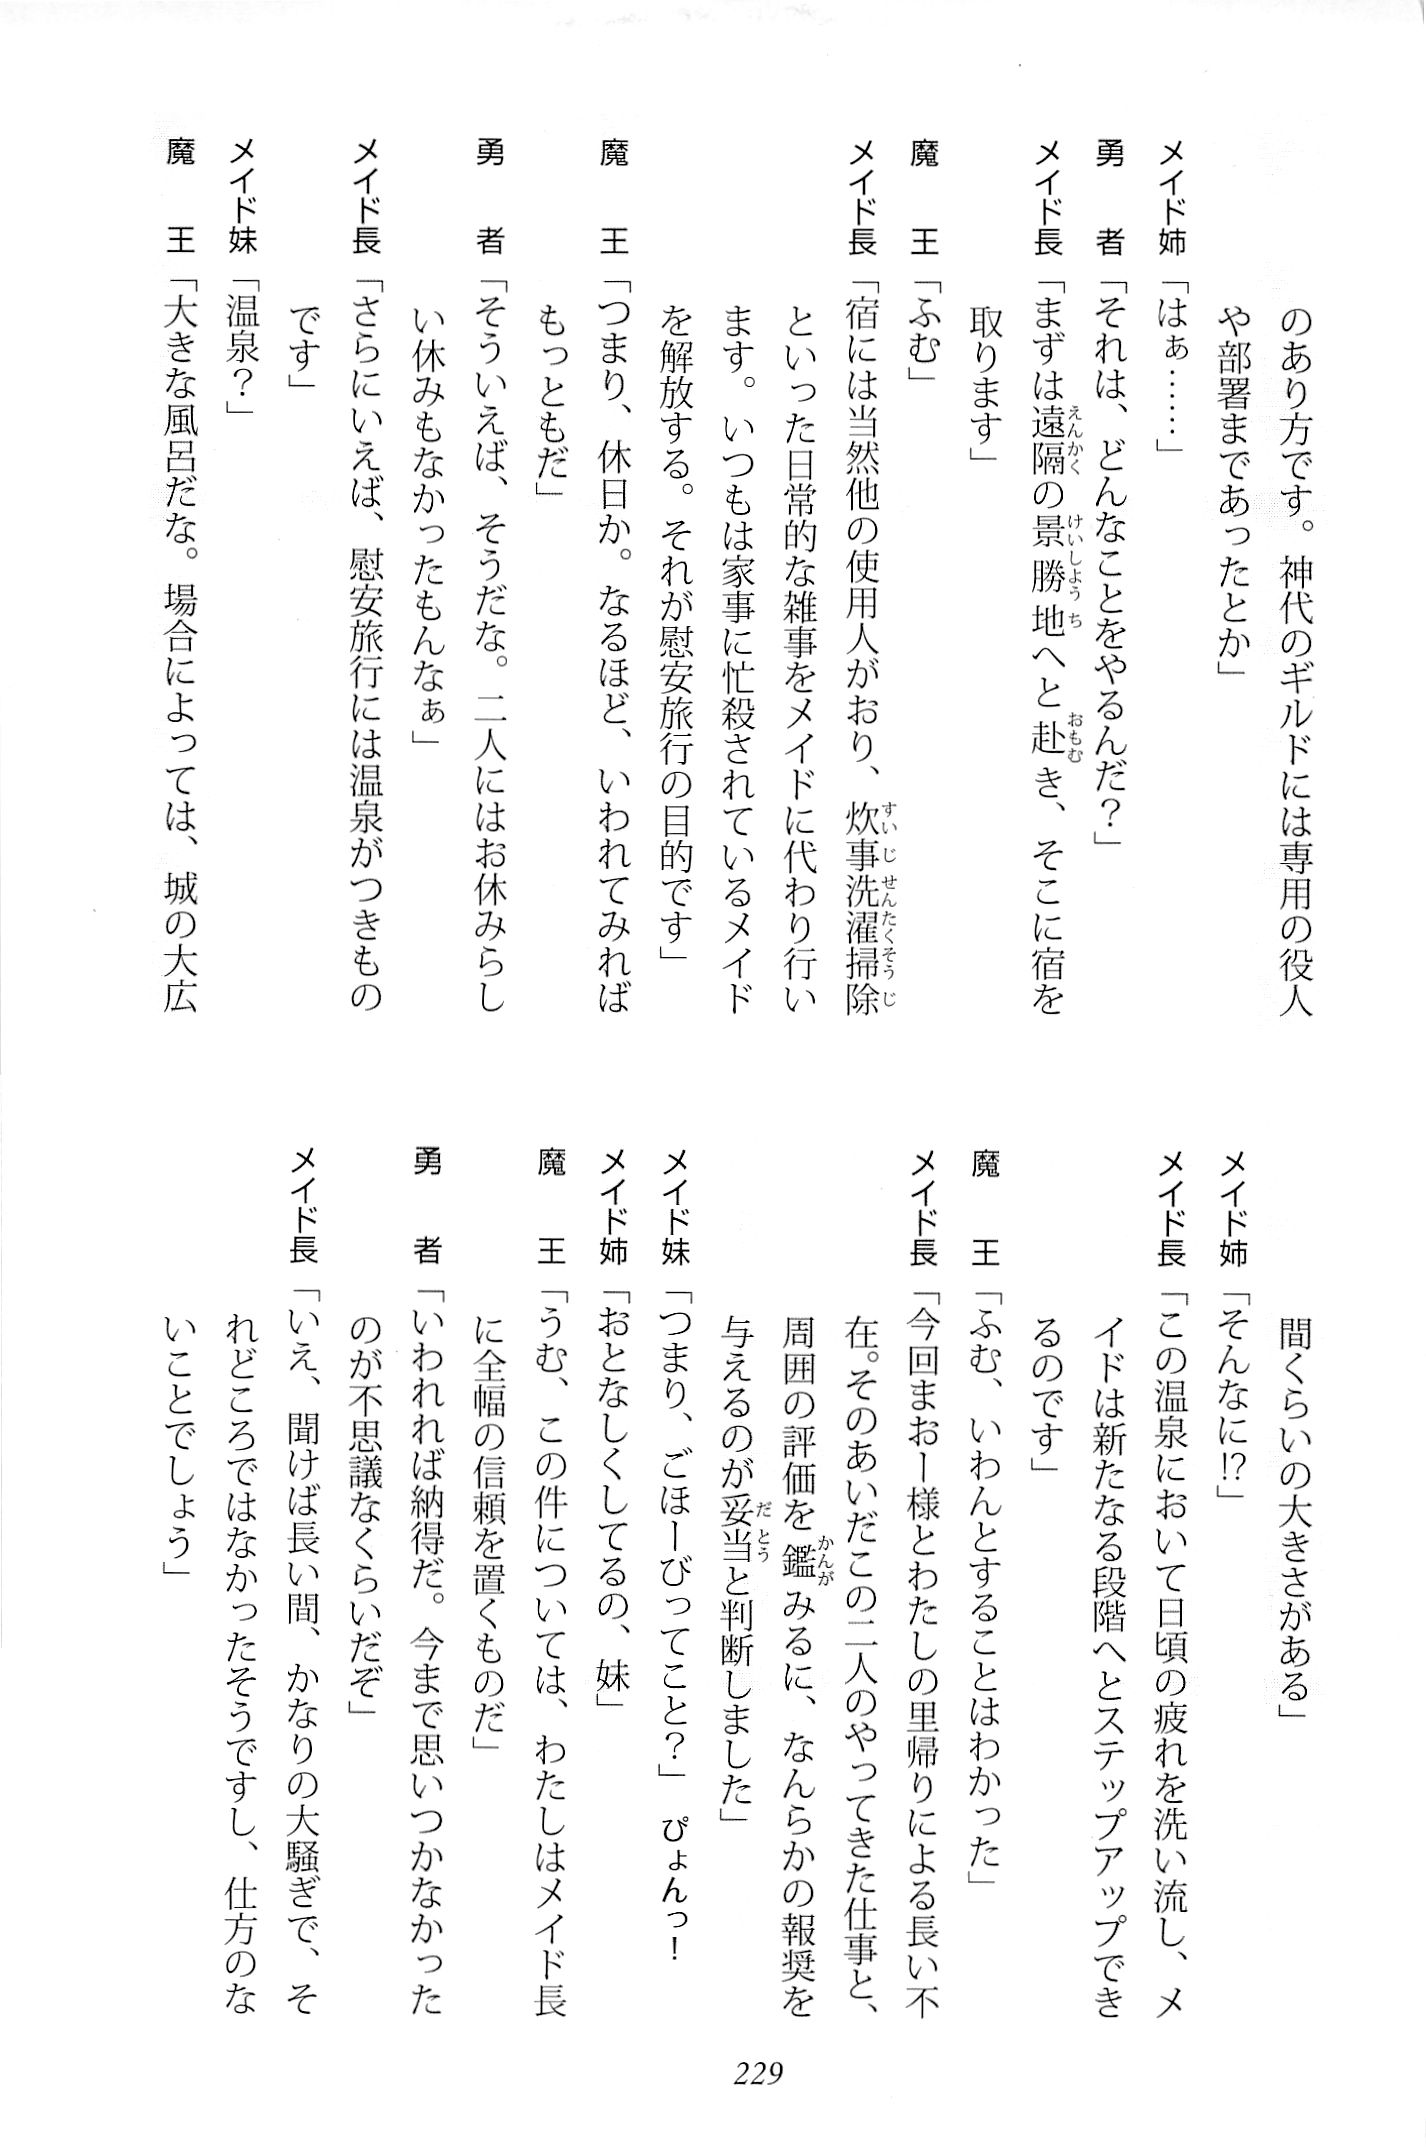 のあり方です。神代のギルドには専用の役人
や部署まであったとか」
メイド姉「はぁ……」
勇　者「それは、どんなことをやるんだ？」
メイド長「まずは遠隔の景勝地へと赴き、そこに宿を
取ります」
魔　王「ふむ」
メイド長「宿には当然他の使用人がおり、炊事洗濯掃除
といった日常的な雑事をメイドに代わり行い
ます。いつもは家事に忙殺されているメイド
を解放する。それが慰安旅行の目的です」
魔　王「つまり、休日か。なるほど、いわれてみれば
もっともだ」
勇　者「そういえば、そうだな。二人にはお休みらし
い休みもなかったもんなぁ」
メイド長「さらにいえば、慰安旅行には温泉がつきもの
です」
メイド妹「温泉？」
魔　王「大きな風呂だな。場合によっては、城の大広
間くらいの大きさがある」
メイド姉「そんなに!?」
メイド長「この温泉において日頃の疲れを洗い流し、メ
イドは新たなる段階へとステップアップでき
るのです」
魔　王「ふむ、いわんとすることはわかった」
メイド長「今回まおー様とわたしの里帰りによる長い不
在。そのあいだこの二人のやってきた仕事と、
周囲の評価を鑑みるに、なんらかの報奨を
与えるのが妥当と判断しました」
メイド妹「つまり、ごほーびってこと？」　ぴょんっ！
メイド姉「おとなしくしてるの、妹」
魔　王「うむ、この件については、わたしはメイド長
に全幅の信頼を置くものだ」
勇　者「いわれれば納得だ。今まで思いつかなかった
のが不思議なくらいだぞ」
メイド長「いえ、聞けば長い間、かなりの大騒ぎで、そ
れどころではなかったそうですし、仕方のな
いことでしょう」
229